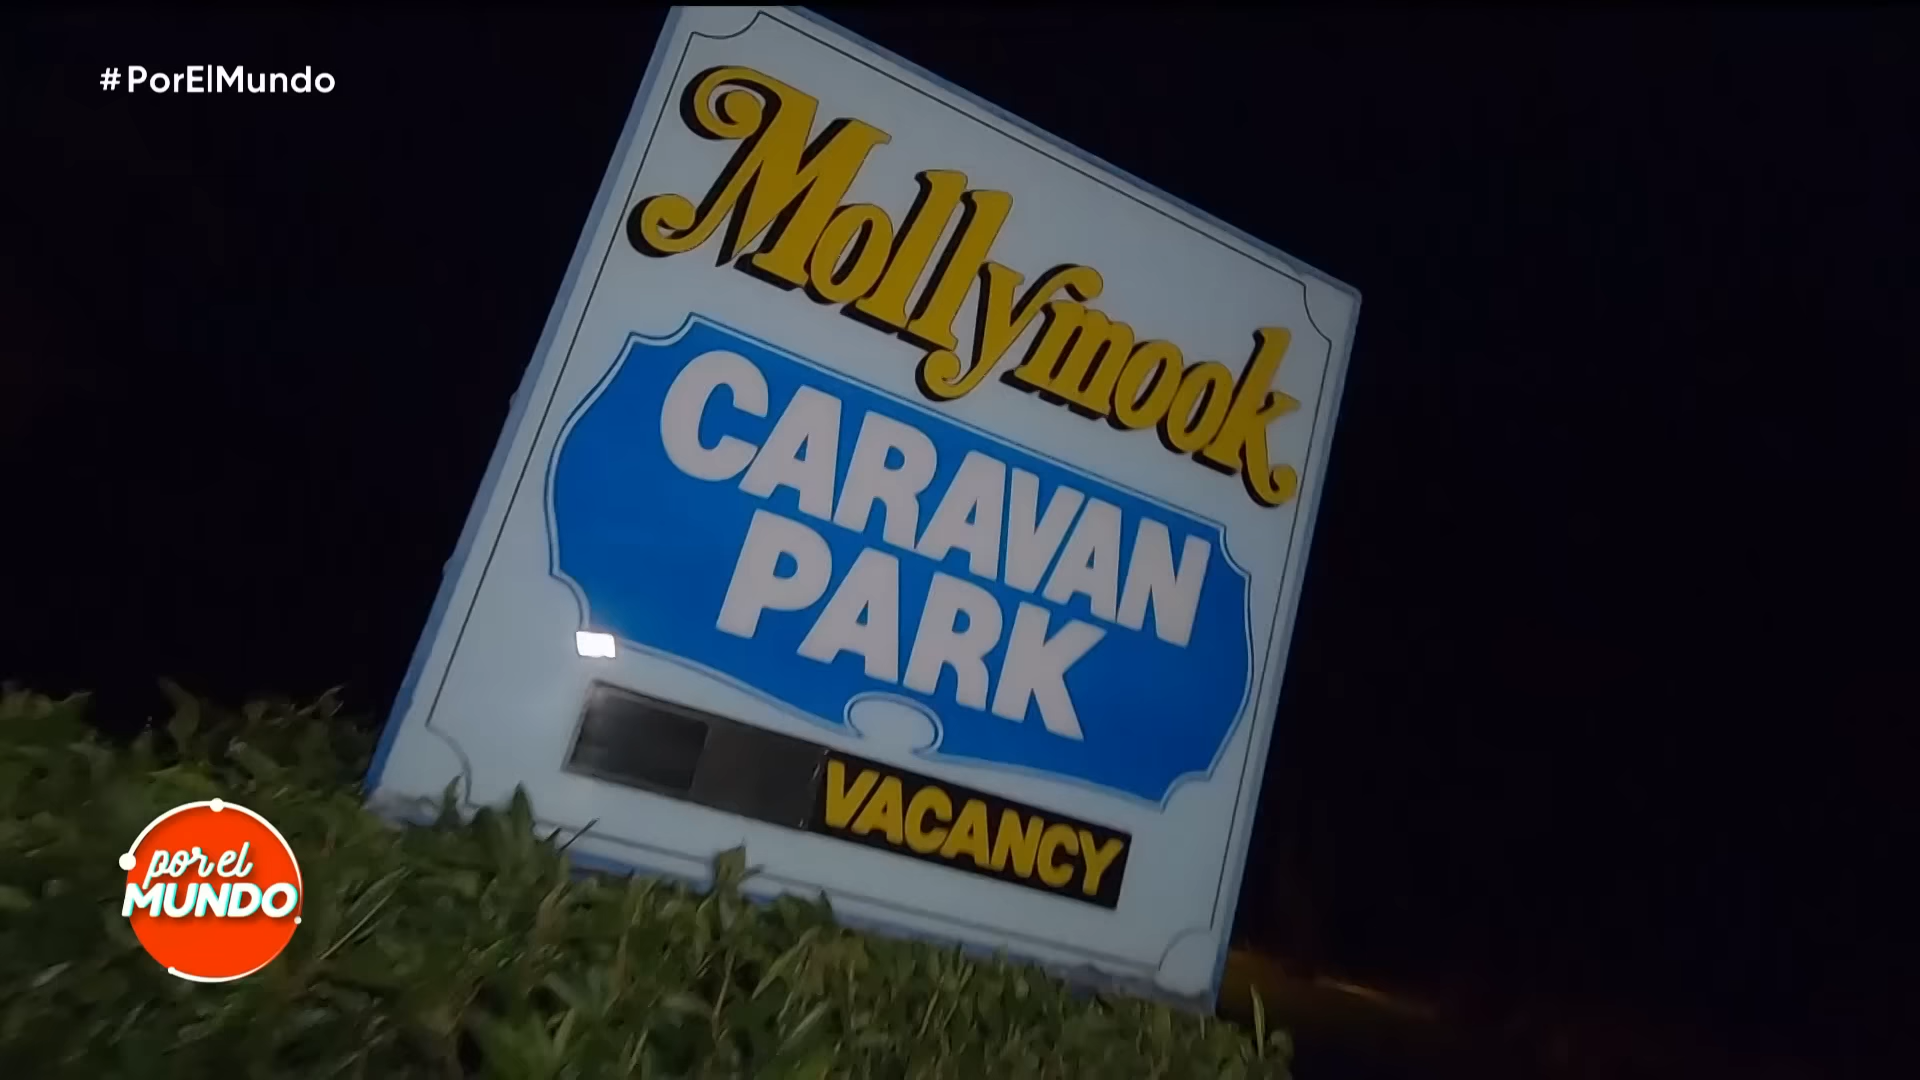 #PorElMundo
Mollymook
CARAVAN
PARK
VACANCY
por el
MUNDO